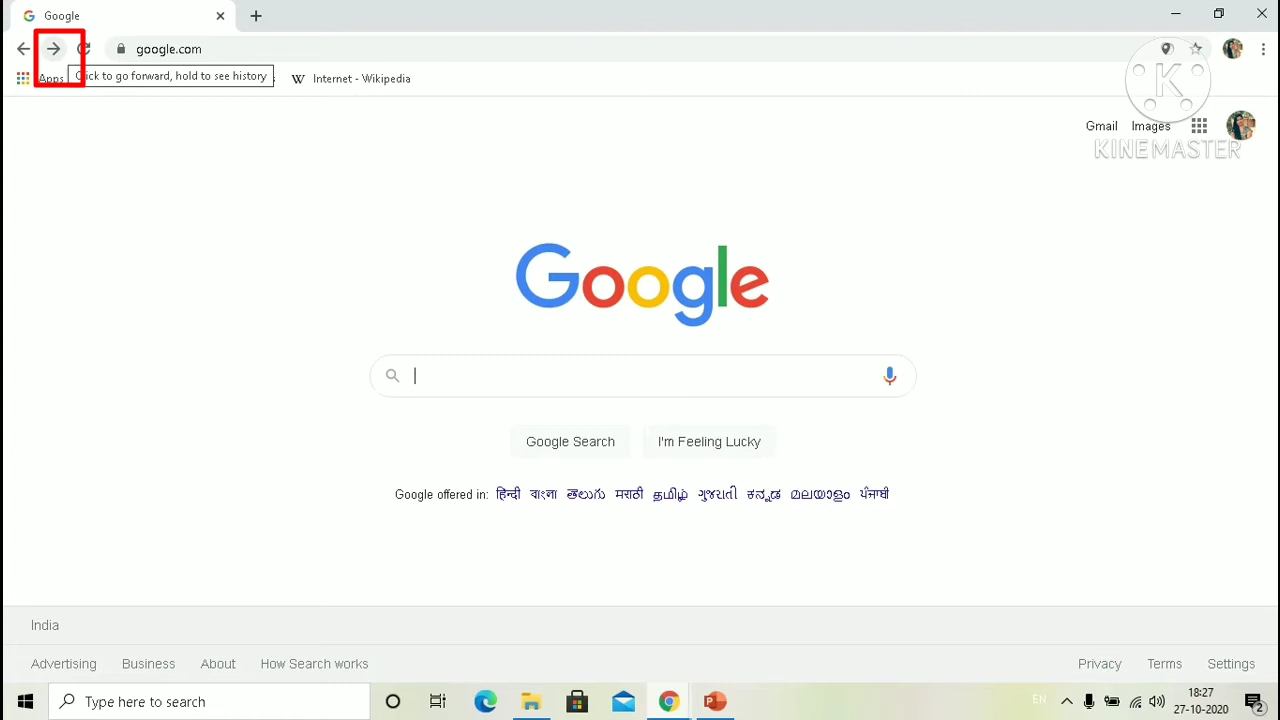 Google
google.com
Apps
Click to go forward, hold to see history
Internet - Wikipedia
Gmail Images
KINEMASTER
Google
Google Search I'm Feeling Lucky
Google offered in: हिन्दी বাংলা తెలుగు मराठी தமிழ் ગુજરાતી ಕನ್ನಡ മലയാളം ਪੰਜਾਬੀ
India
Advertising Business About How Search works Privacy Terms Settings
Type here to search
EN
18:27
27-10-2020
2